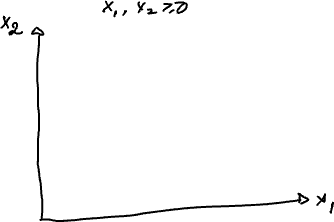 x₁, x₂ ≥ 0
x₂
x₁